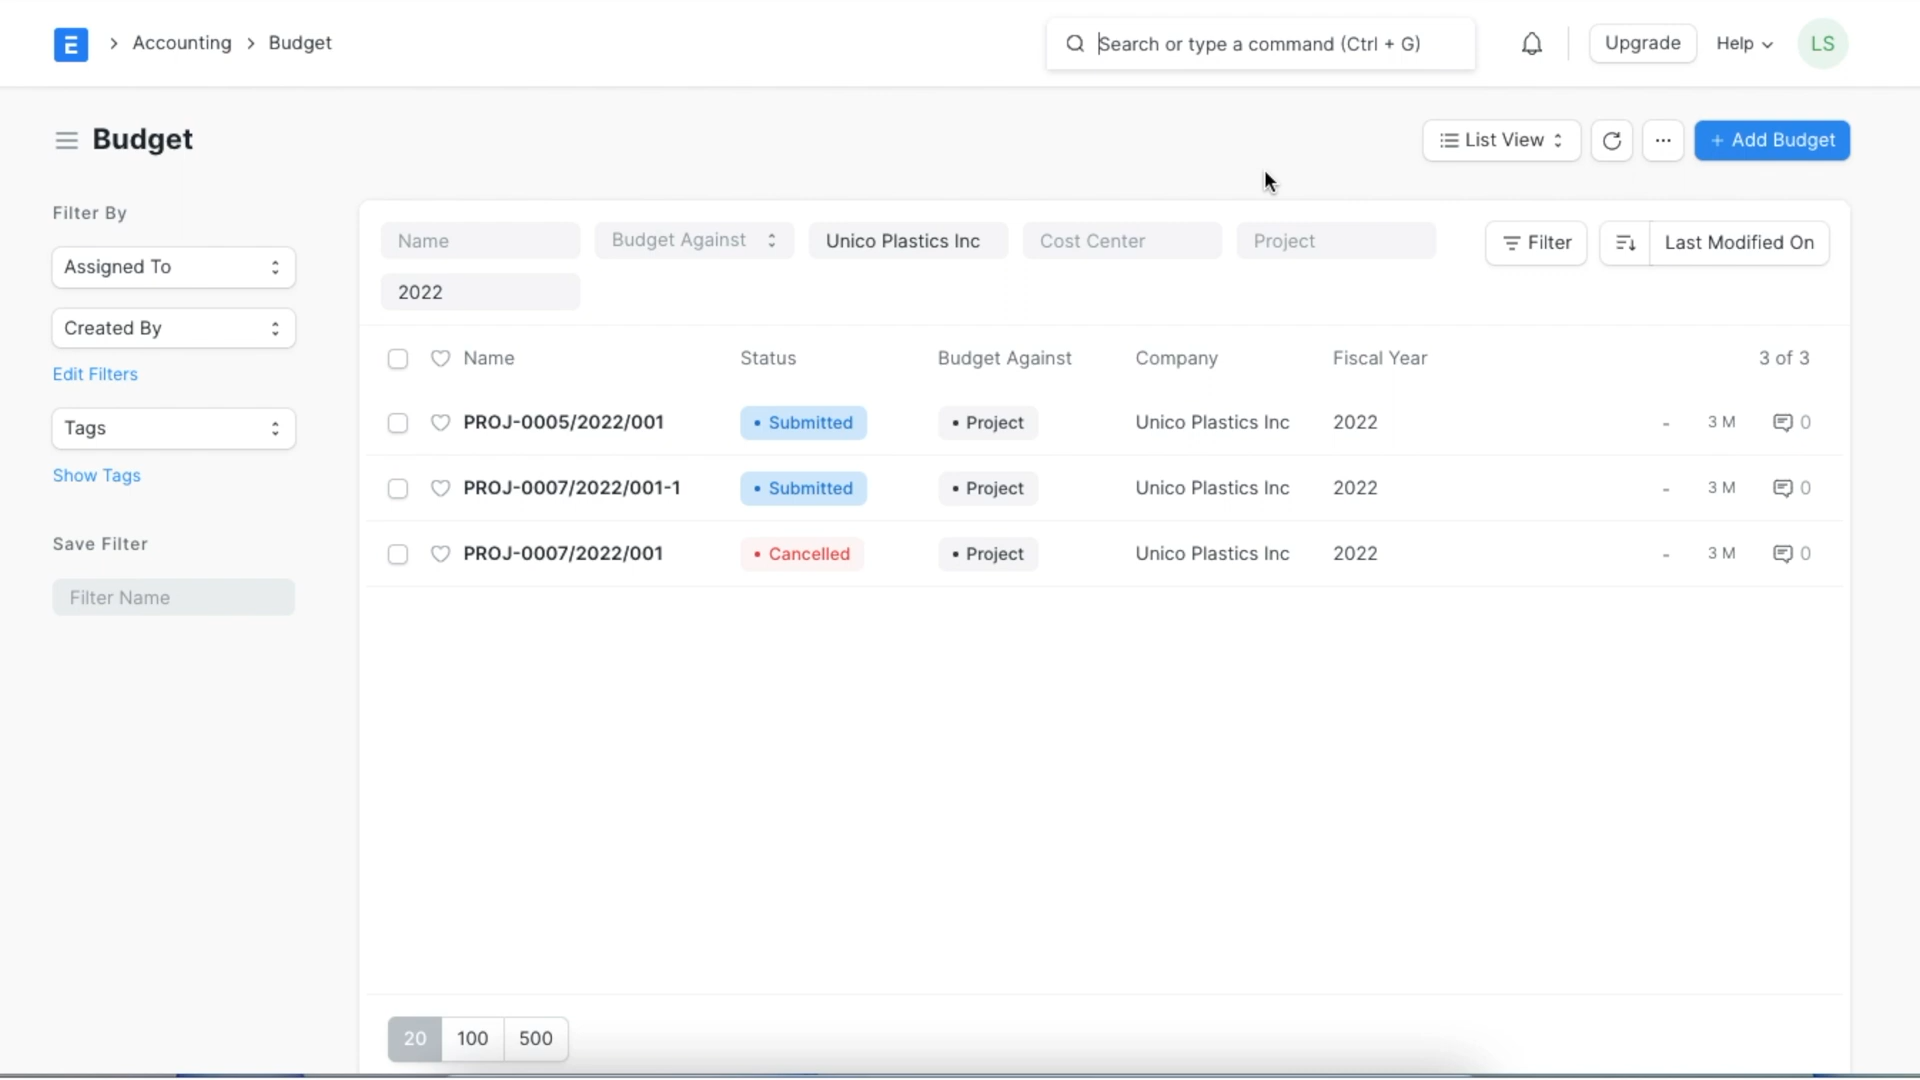 E > Accounting > Budget Search or type a command (Ctrl + G) Upgrade Help LS
Budget List View ... + Add Budget
Filter By
Assigned To
Created By
Edit Filters
Tags
Show Tags
Save Filter
Filter Name
Name Budget Against Unico Plastics Inc Cost Center Project Filter Last Modified On
2022
Name Status Budget Against Company Fiscal Year 3 of 3
PROJ-0005/2022/001 • Submitted • Project Unico Plastics Inc 2022 - 3 M 0
PROJ-0007/2022/001-1 • Submitted • Project Unico Plastics Inc 2022 - 3 M 0
PROJ-0007/2022/001 • Cancelled • Project Unico Plastics Inc 2022 - 3 M 0
20 100 500